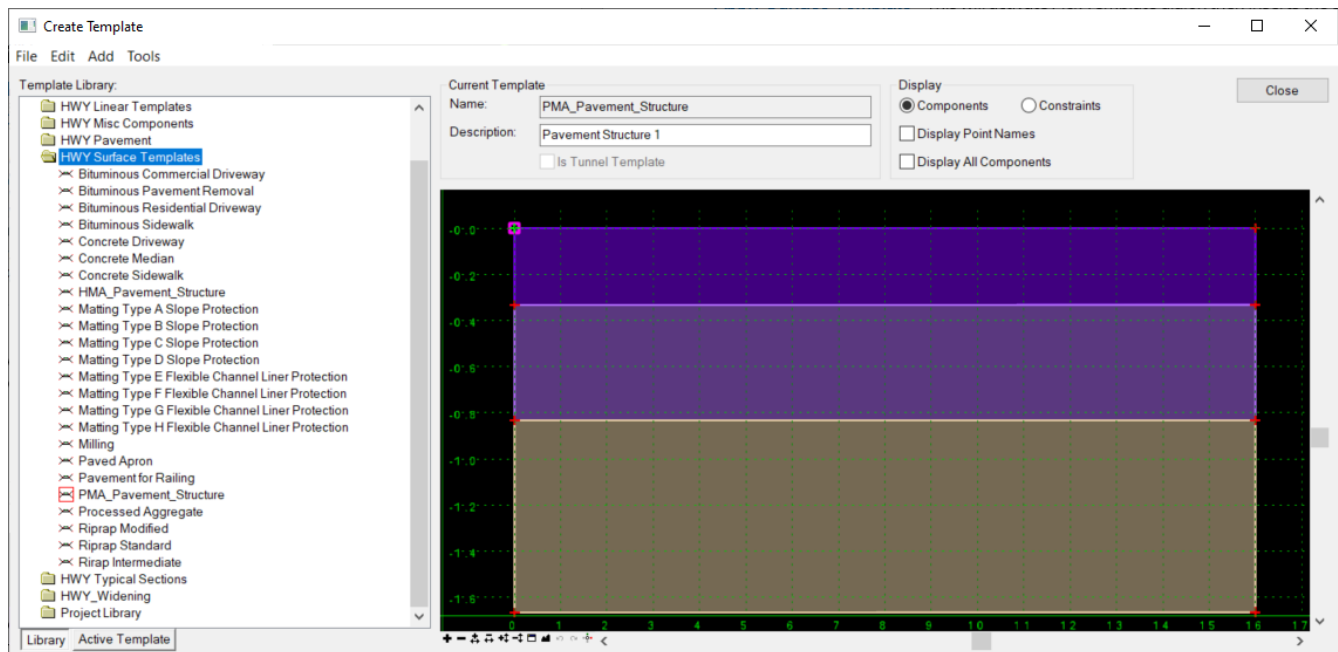 Create Template
File Edit Add Tools
Template Library:
HWY Linear Templates
HWY Misc Components
HWY Pavement
HWY Surface Templates
Bituminous Commercial Driveway
Bituminous Pavement Removal
Bituminous Residential Driveway
Bituminous Sidewalk
Concrete Driveway
Concrete Median
Concrete Sidewalk
HMA_Pavement_Structure
Matting Type A Slope Protection
Matting Type B Slope Protection
Matting Type C Slope Protection
Matting Type D Slope Protection
Matting Type E Flexible Channel Liner Protection
Matting Type F Flexible Channel Liner Protection
Matting Type G Flexible Channel Liner Protection
Matting Type H Flexible Channel Liner Protection
Milling
Paved Apron
Pavement for Railing
PMA_Pavement_Structure
Processed Aggregate
Riprap Modified
Riprap Standard
Rirap Intermediate
HWY Typical Sections
HWY_Widening
Project Library
Library Active Template
Current Template
Name: PMA_Pavement_Structure
Description: Pavement Structure 1
Is Tunnel Template
Display
Components Constraints
Display Point Names
Display All Components
Close
-0.0
-0.2
-0.4
-0.6
-0.8
-1.0
-1.2
-1.4
-1.6
0 1 2 3 4 5 6 7 8 9 10 11 12 13 14 15 16 17